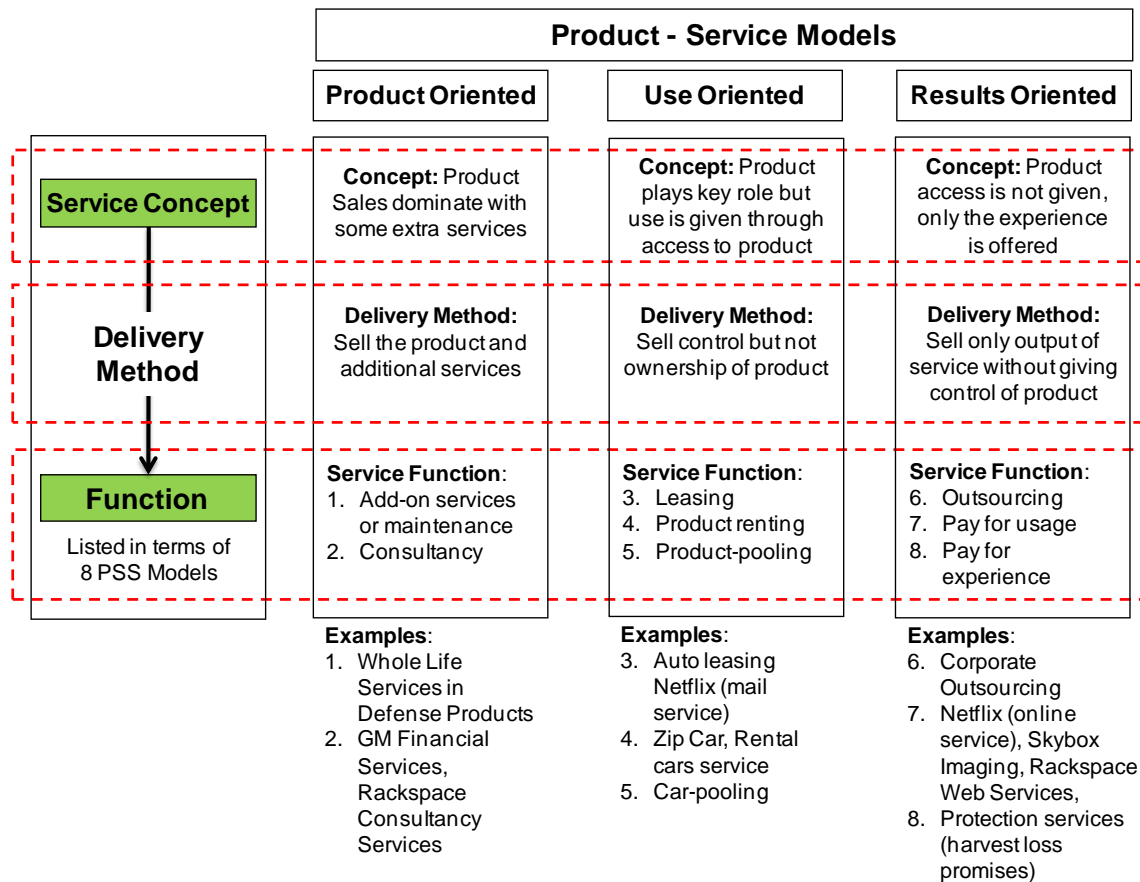 Product - Service Models
Product Oriented
Use Oriented
Results Oriented
Service Concept
Delivery
Method
Function
Listed in terms of
8 PSS Models
Concept: Product
Sales dominate with
some extra services
Delivery Method:
Sell the product and
additional services
Service Function:
1. Add-on services
or maintenance
2. Consultancy
Examples:
1. Whole Life
Services in
Defense Products
2. GM Financial
Services,
Rackspace
Consultancy
Services
Concept: Product
plays key role but
use is given through
access to product
Delivery Method:
Sell control but not
ownership of product
Service Function:
3. Leasing
4. Product renting
5. Product-pooling
Examples:
3. Auto leasing
Netflix (mail
service)
4. Zip Car, Rental
cars service
5. Car-pooling
Concept: Product
access is not given,
only the experience
is offered
Delivery Method:
Sell only output of
service without giving
control of product
Service Function:
6. Outsourcing
7. Pay for usage
8. Pay for
experience
Examples:
6. Corporate
Outsourcing
7. Netflix (online
service), Skybox
Imaging, Rackspace
Web Services,
8. Protection services
(harvest loss
promises)